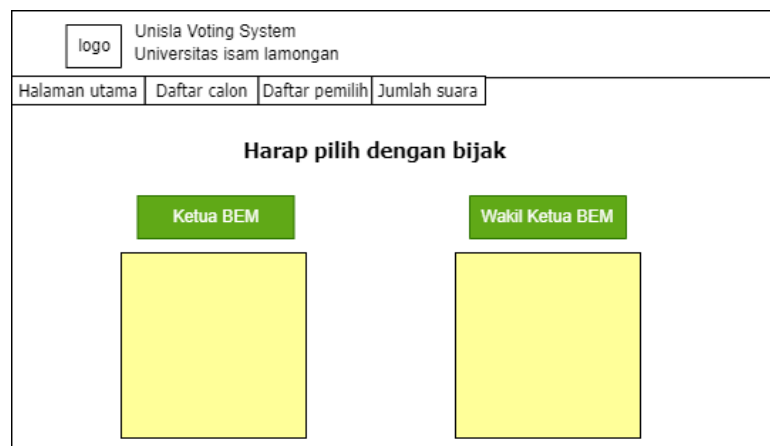 logo
Unisla Voting System
Universitas isam lamongan
Halaman utama Daftar calon Daftar pemilih Jumlah suara
Harap pilih dengan bijak
Ketua BEM Wakil Ketua BEM